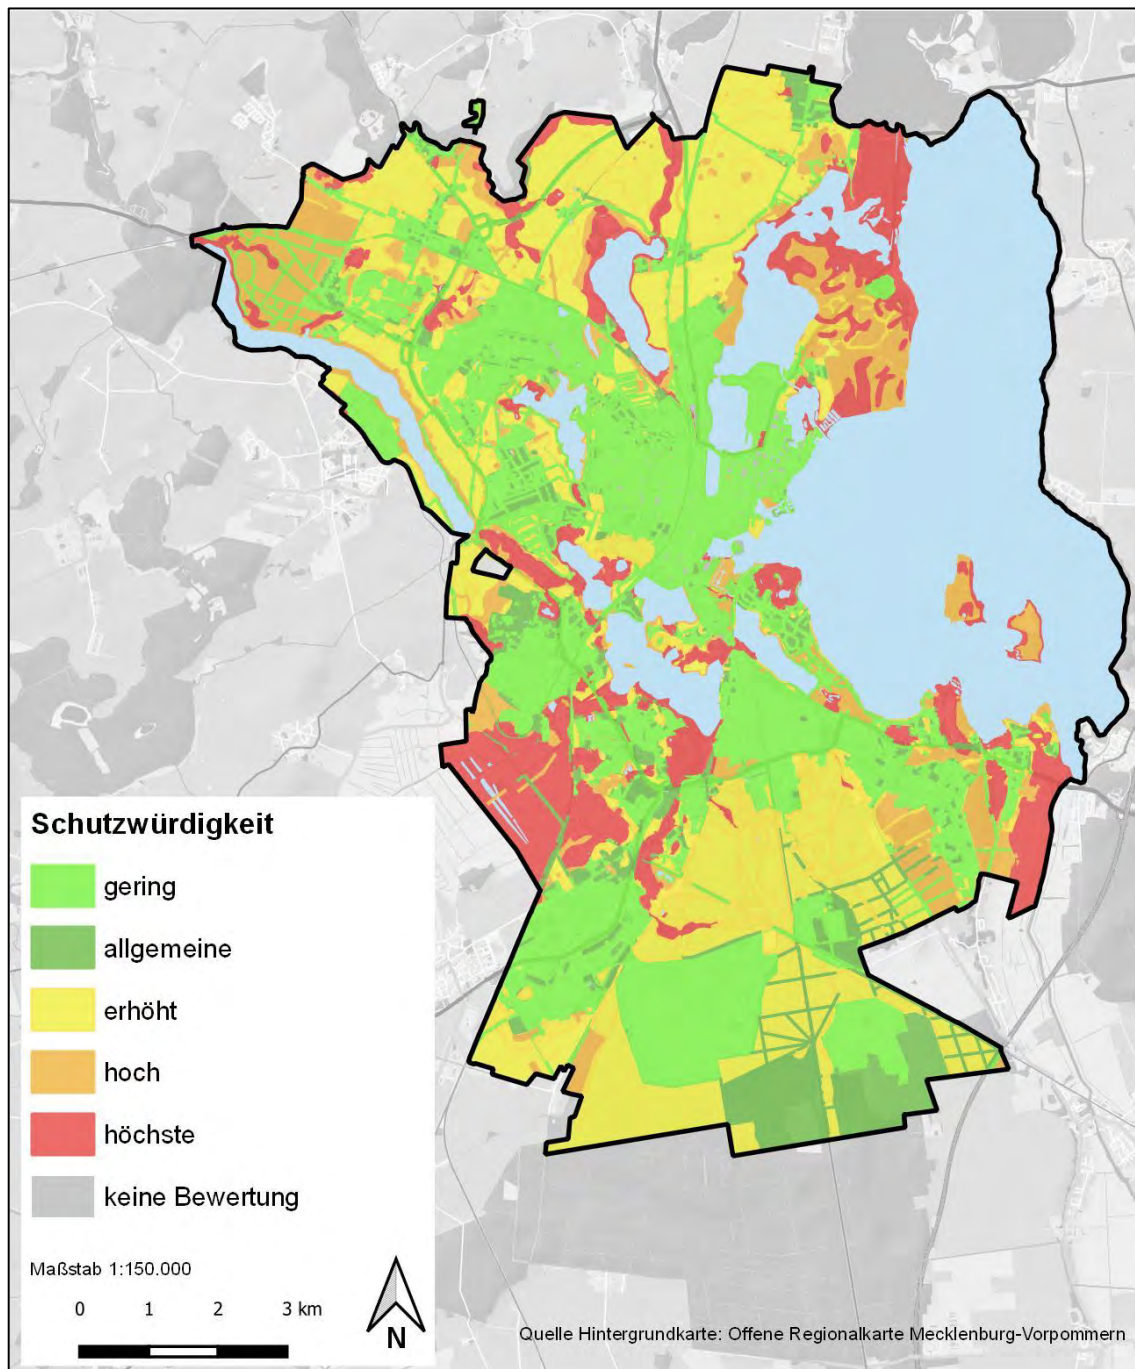 Schutzwürdigkeit
gering
allgemeine
erhöht
hoch
höchste
keine Bewertung
Maßstab 1:150.000
0 1 2 3 km
N
Quelle Hintergrundkarte: Offene Regionalkarte Mecklenburg-Vorpommern